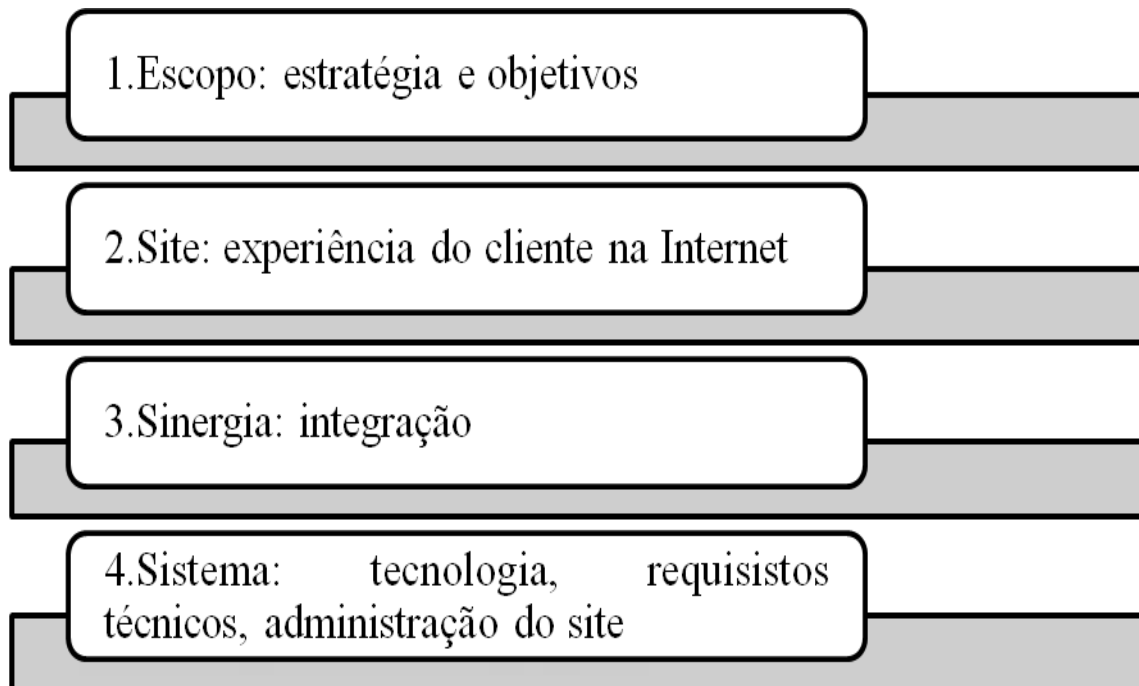 1.Escopo: estratégia e objetivos
2.Site: experiência do cliente na Internet
3.Sinergia: integração
4.Sistema: tecnologia, requisistos
técnicos, administração do site